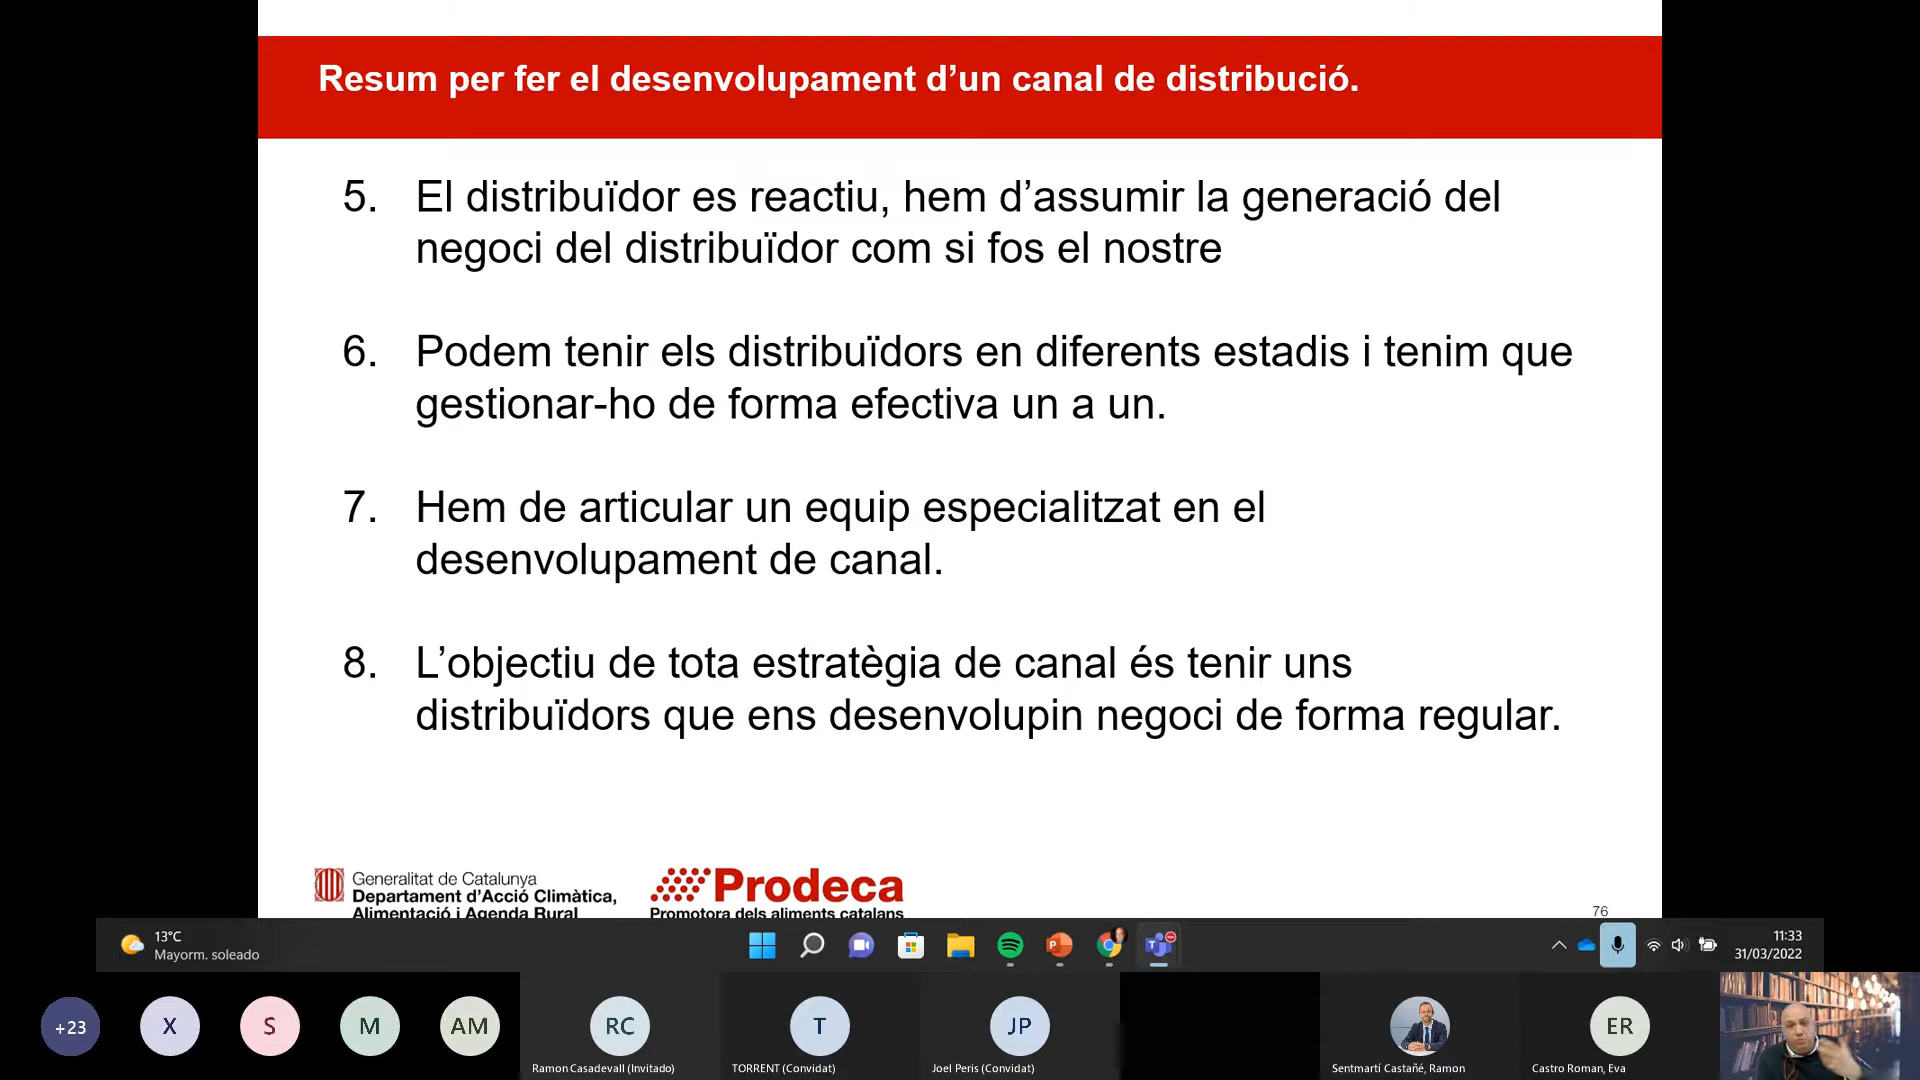 Resum per fer el desenvolupament d’un canal de distribució.
5. El distribuïdor es reactiu, hem d’assumir la generació del
negoci del distribuïdor com si fos el nostre
6. Podem tenir els distribuïdors en diferents estadis i tenim que
gestionar-ho de forma efectiva un a un.
7. Hem de articular un equip especialitzat en el
desenvolupament de canal.
8. L’objectiu de tota estratègia de canal és tenir uns
distribuïdors que ens desenvolupin negoci de forma regular.
Generalitat de Catalunya
Departament d’Acció Climàtica,
Alimentació i Agenda Rural
Prodeca
Promotora dels aliments catalans
76
13°C
Mayorm. soleado
11:33
31/03/2022
+23
X
S
M
AM
RC
T
JP
ER
Ramon Casadevall (Invitado)
TORRENT (Convidat)
Joel Peris (Convidat)
Sentmartí Castañé, Ramon
Castro Roman, Eva